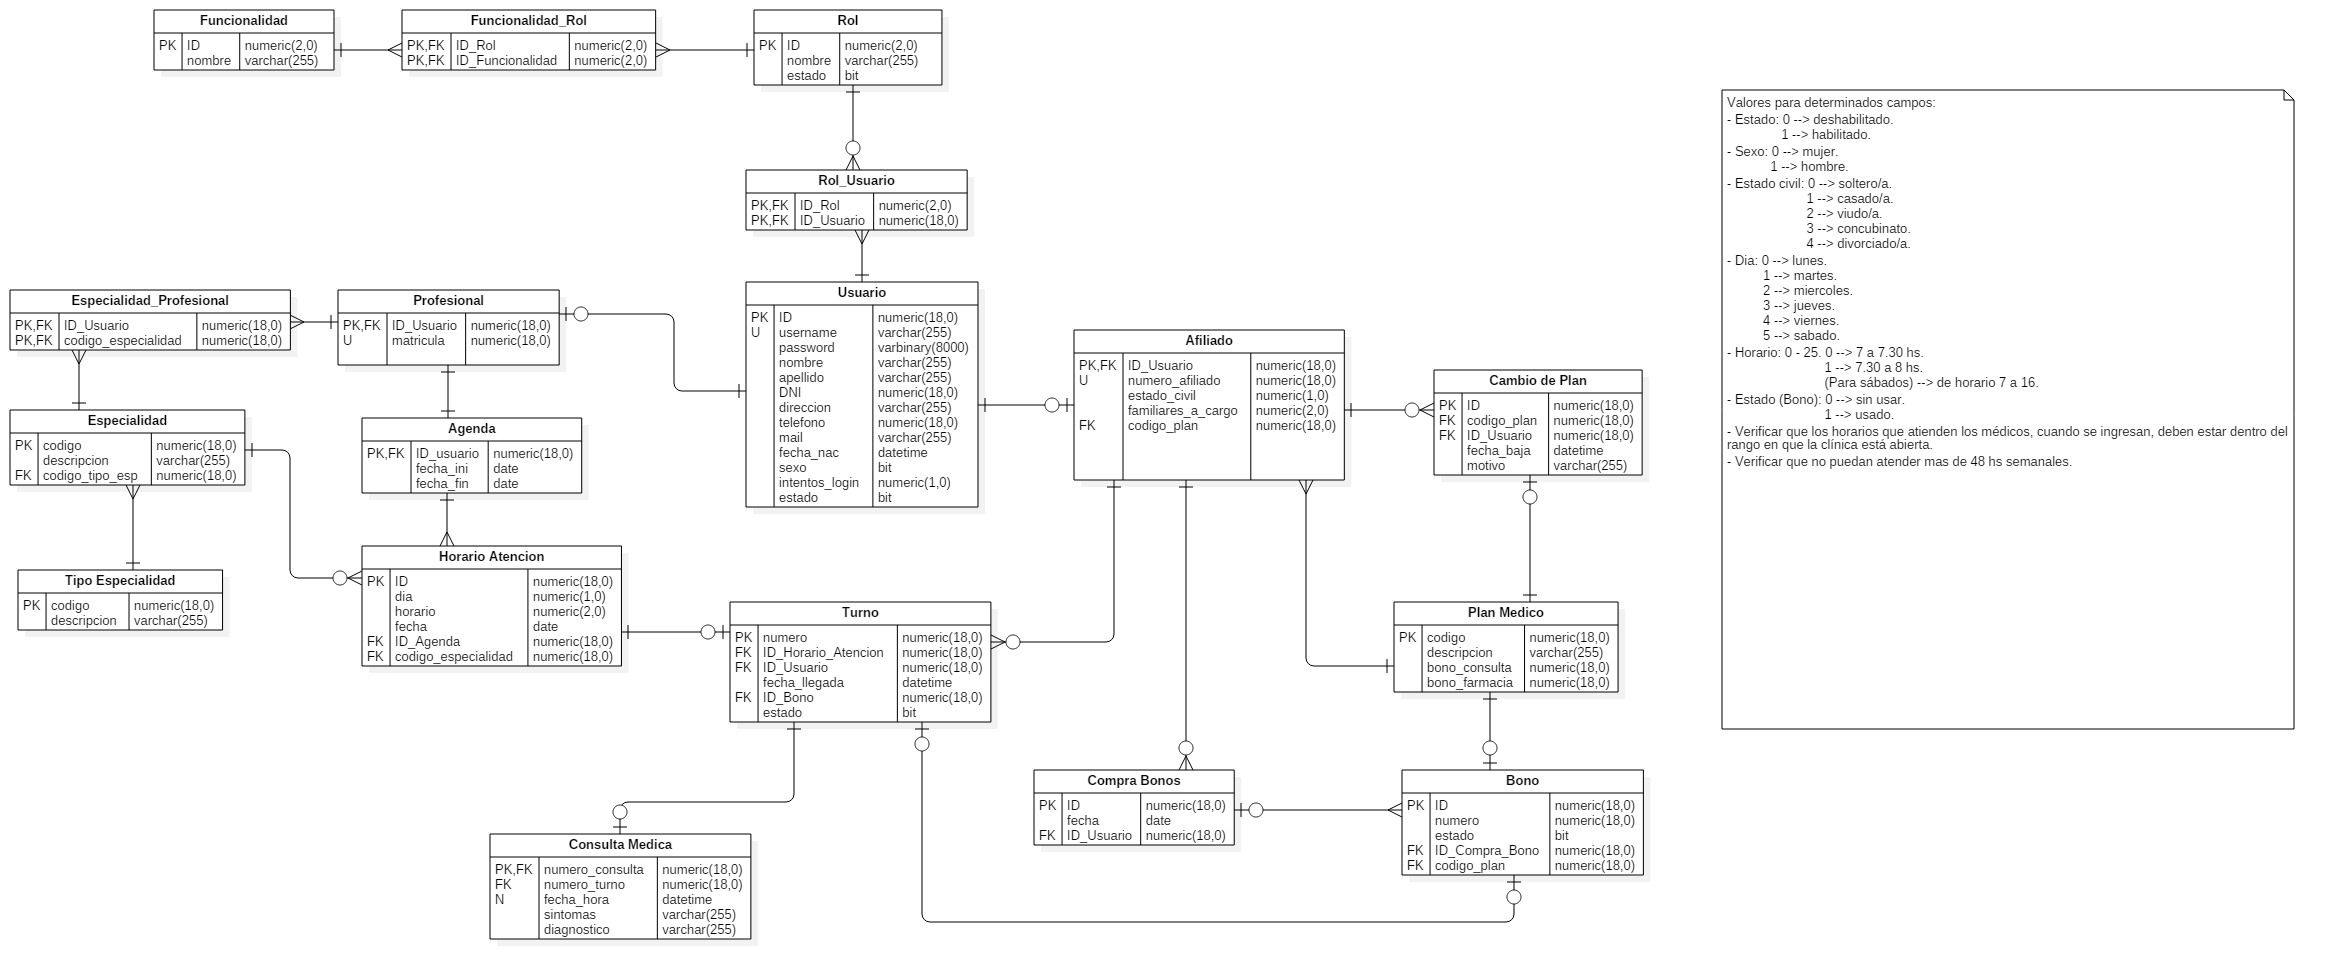 Funcionalidad
PK ID numeric(2,0)
nombre varchar(255)
Funcionalidad_Rol
PK,FK ID_Rol numeric(2,0)
PK,FK ID_Funcionalidad numeric(2,0)
Rol
PK ID numeric(2,0)
nombre varchar(255)
estado bit
Rol_Usuario
PK,FK ID_Rol numeric(2,0)
PK,FK ID_Usuario numeric(18,0)
Especialidad_Profesional
PK,FK ID_Usuario numeric(18,0)
PK,FK codigo_especialidad numeric(18,0)
Profesional
PK,FK ID_Usuario numeric(18,0)
U matricula numeric(18,0)
Usuario
PK ID numeric(18,0)
U username varchar(255)
password varbinary(8000)
nombre varchar(255)
apellido varchar(255)
DNI numeric(18,0)
direccion varchar(255)
telefono numeric(18,0)
mail varchar(255)
fecha_nac datetime
sexo bit
intentos_login numeric(1,0)
estado bit
Afiliado
PK,FK ID_Usuario numeric(18,0)
U numero_afiliado numeric(18,0)
estado_civil numeric(1,0)
familiares_a_cargo numeric(2,0)
FK codigo_plan numeric(18,0)
Cambio de Plan
PK ID numeric(18,0)
FK codigo_plan numeric(18,0)
FK ID_Usuario numeric(18,0)
fecha_baja datetime
motivo varchar(255)
Especialidad
PK codigo numeric(18,0)
descripcion varchar(255)
FK codigo_tipo_esp numeric(18,0)
Agenda
PK,FK ID_usuario numeric(18,0)
fecha_ini date
fecha_fin date
Tipo Especialidad
PK codigo numeric(18,0)
descripcion varchar(255)
Horario Atencion
PK ID numeric(18,0)
dia numeric(1,0)
horario numeric(2,0)
fecha date
FK ID_Agenda numeric(18,0)
FK codigo_especialidad numeric(18,0)
Turno
PK numero numeric(18,0)
FK ID_Horario_Atencion numeric(18,0)
FK ID_Usuario numeric(18,0)
fecha_llegada datetime
FK ID_Bono numeric(18,0)
estado bit
Plan Medico
PK codigo numeric(18,0)
descripcion varchar(255)
bono_consulta numeric(18,0)
bono_farmacia numeric(18,0)
Compra Bonos
PK ID numeric(18,0)
fecha date
FK ID_Usuario numeric(18,0)
Bono
PK ID numeric(18,0)
numero numeric(18,0)
estado bit
FK ID_Compra_Bono numeric(18,0)
FK codigo_plan numeric(18,0)
Consulta Medica
PK,FK numero_consulta numeric(18,0)
FK numero_turno numeric(18,0)
N fecha_hora datetime
sintomas varchar(255)
diagnostico varchar(255)
Valores para determinados campos:
- Estado: 0 --> deshabilitado.
1 --> habilitado.
- Sexo: 0 --> mujer.
1 --> hombre.
- Estado civil: 0 --> soltero/a.
1 --> casado/a.
2 --> viudo/a.
3 --> concubinato.
4 --> divorciado/a.
- Dia: 0 --> lunes.
1 --> martes.
2 --> miercoles.
3 --> jueves.
4 --> viernes.
5 --> sabado.
- Horario: 0 - 25. 0 --> 7 a 7.30 hs.
1 --> 7.30 a 8 hs.
(Para sábados) --> de horario 7 a 16.
- Estado (Bono): 0 --> sin usar.
1 --> usado.
- Verificar que los horarios que atienden los médicos, cuando se ingresan, deben estar dentro del
rango en que la clínica está abierta.
- Verificar que no puedan atender mas de 48 hs semanales.